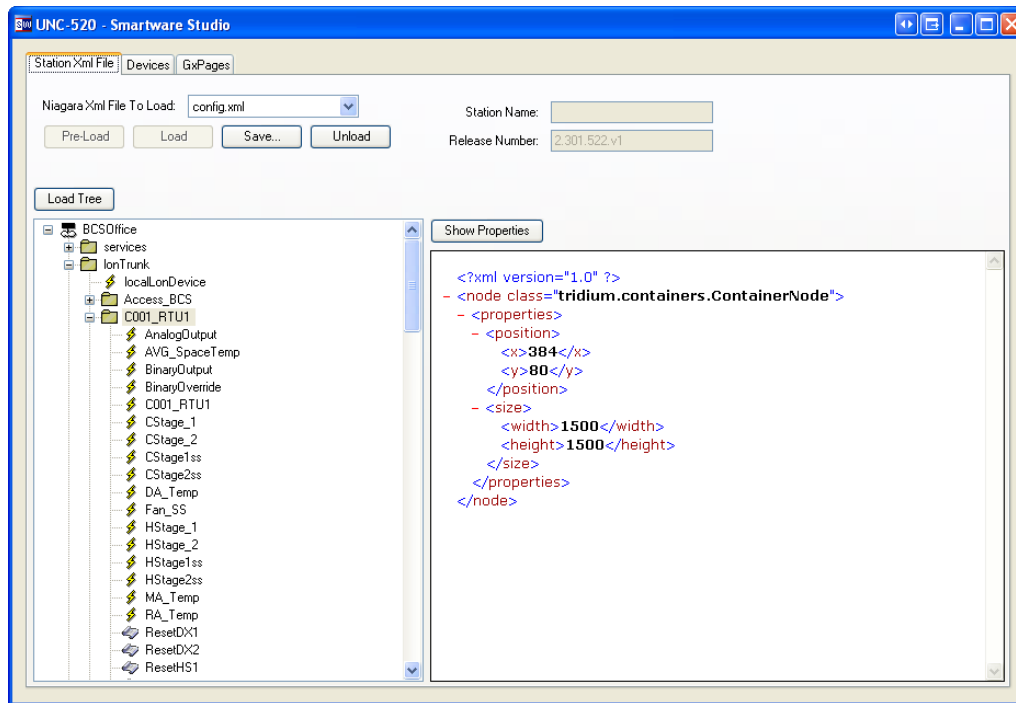 UNC-520 - Smartware Studio
Station Xml File Devices GxPages
Niagara Xml File To Load: config.xml
Station Name:
Pre-Load Load Save... Unload
Release Number: 2.301.522.v1
Load Tree
Show Properties
BCSOffice
services
lonTrunk
localLonDevice
Access_BCS
C001_RTU1
AnalogOutput
AVG_SpaceTemp
BinaryOutput
BinaryOverride
C001_RTU1
CStage_1
CStage_2
CStage1ss
CStage2ss
DA_Temp
Fan_SS
HStage_1
HStage_2
HStage1ss
HStage2ss
MA_Temp
RA_Temp
ResetDX1
ResetDX2
ResetHS1
<?xml version="1.0" ?>
- <node class="tridium.containers.ContainerNode">
- <properties>
- <position>
<x>384</x>
<y>80</y>
</position>
- <size>
<width>1500</width>
<height>1500</height>
</size>
</properties>
</node>